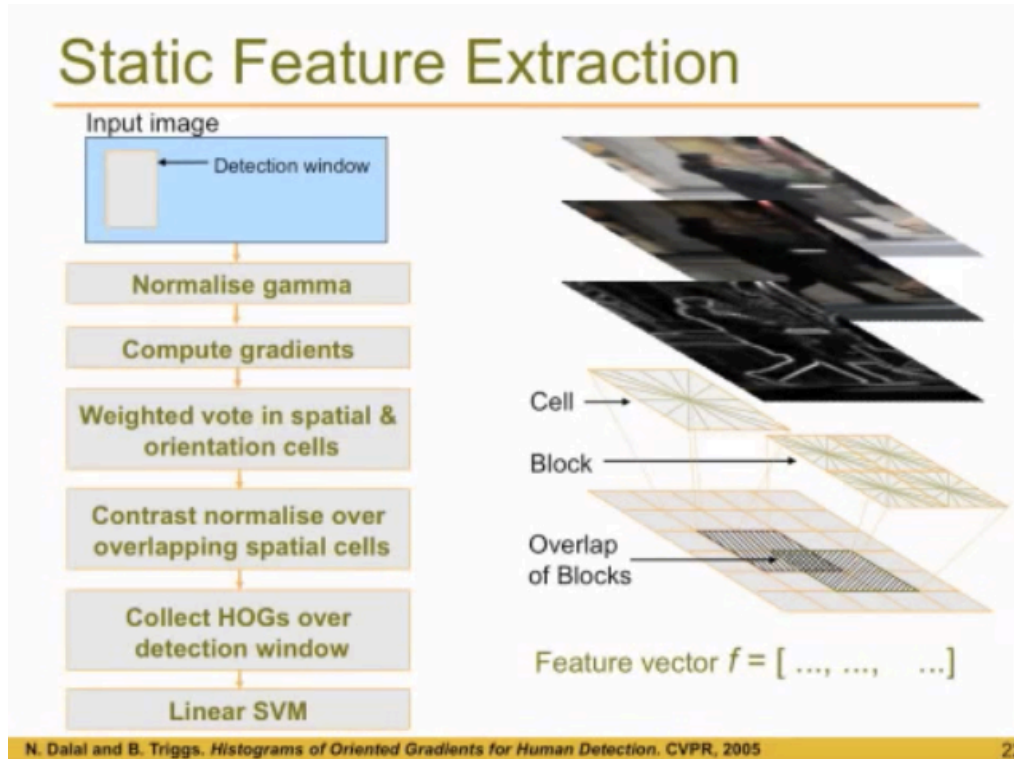 Static Feature Extraction
Input image
Detection window
Normalise gamma
Compute gradients
Weighted vote in spatial &
orientation cells
Contrast normalise over
overlapping spatial cells
Collect HOGs over
detection window
Linear SVM
Cell
Block
Overlap
of Blocks
Feature vector f = [ ..., ..., ...]
N. Dalal and B. Triggs. Histograms of Oriented Gradients for Human Detection. CVPR, 2005